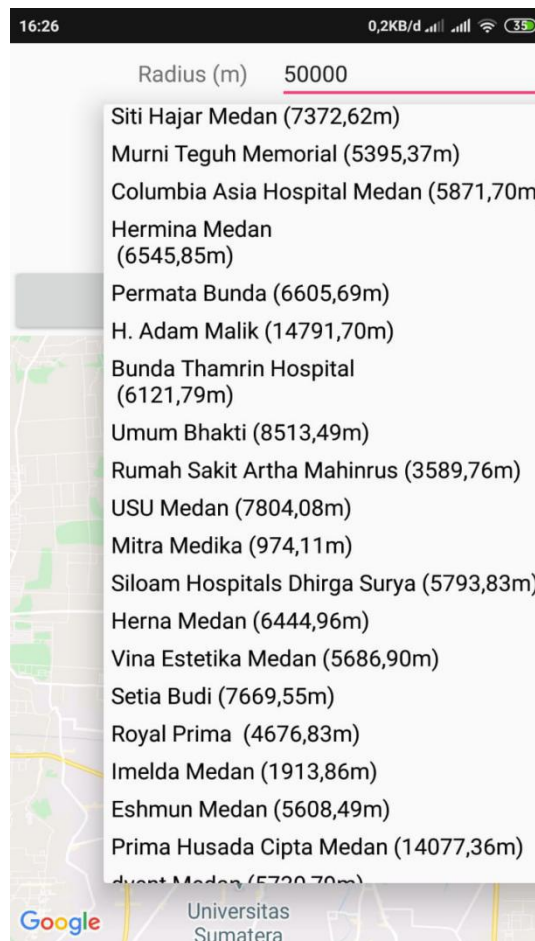 16:26 0,2KB/d 35
Radius (m) 50000
Siti Hajar Medan (7372,62m)
Murni Teguh Memorial (5395,37m)
Columbia Asia Hospital Medan (5871,70m
Hermina Medan
(6545,85m)
Permata Bunda (6605,69m)
H. Adam Malik (14791,70m)
Bunda Thamrin Hospital
(6121,79m)
Umum Bhakti (8513,49m)
Rumah Sakit Artha Mahinrus (3589,76m)
USU Medan (7804,08m)
Mitra Medika (974,11m)
Siloam Hospitals Dhirga Surya (5793,83m)
Herna Medan (6444,96m)
Vina Estetika Medan (5686,90m)
Setia Budi (7669,55m)
Royal Prima (4676,83m)
Imelda Medan (1913,86m)
Eshmun Medan (5608,49m)
Prima Husada Cipta Medan (14077,36m)
Medan
Google
Universitas
Sumatera